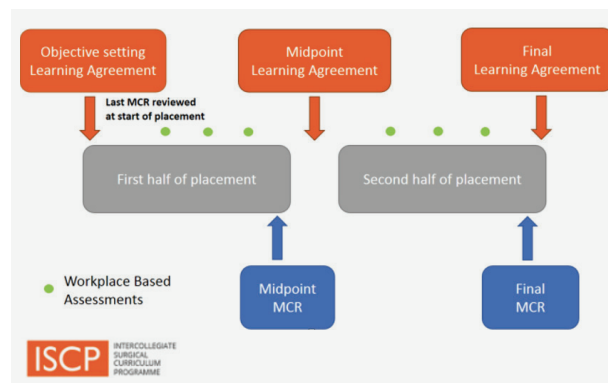 Objective setting
Learning Agreement
Midpoint
Learning Agreement
Final
Learning Agreement
Last MCR reviewed
at start of placement
First half of placement
Second half of placement
Workplace Based
Assessments
Midpoint
MCR
Final
MCR
ISCP
INTERCOLLEGIATE
SURGICAL
CURRICULUM
PROGRAMME